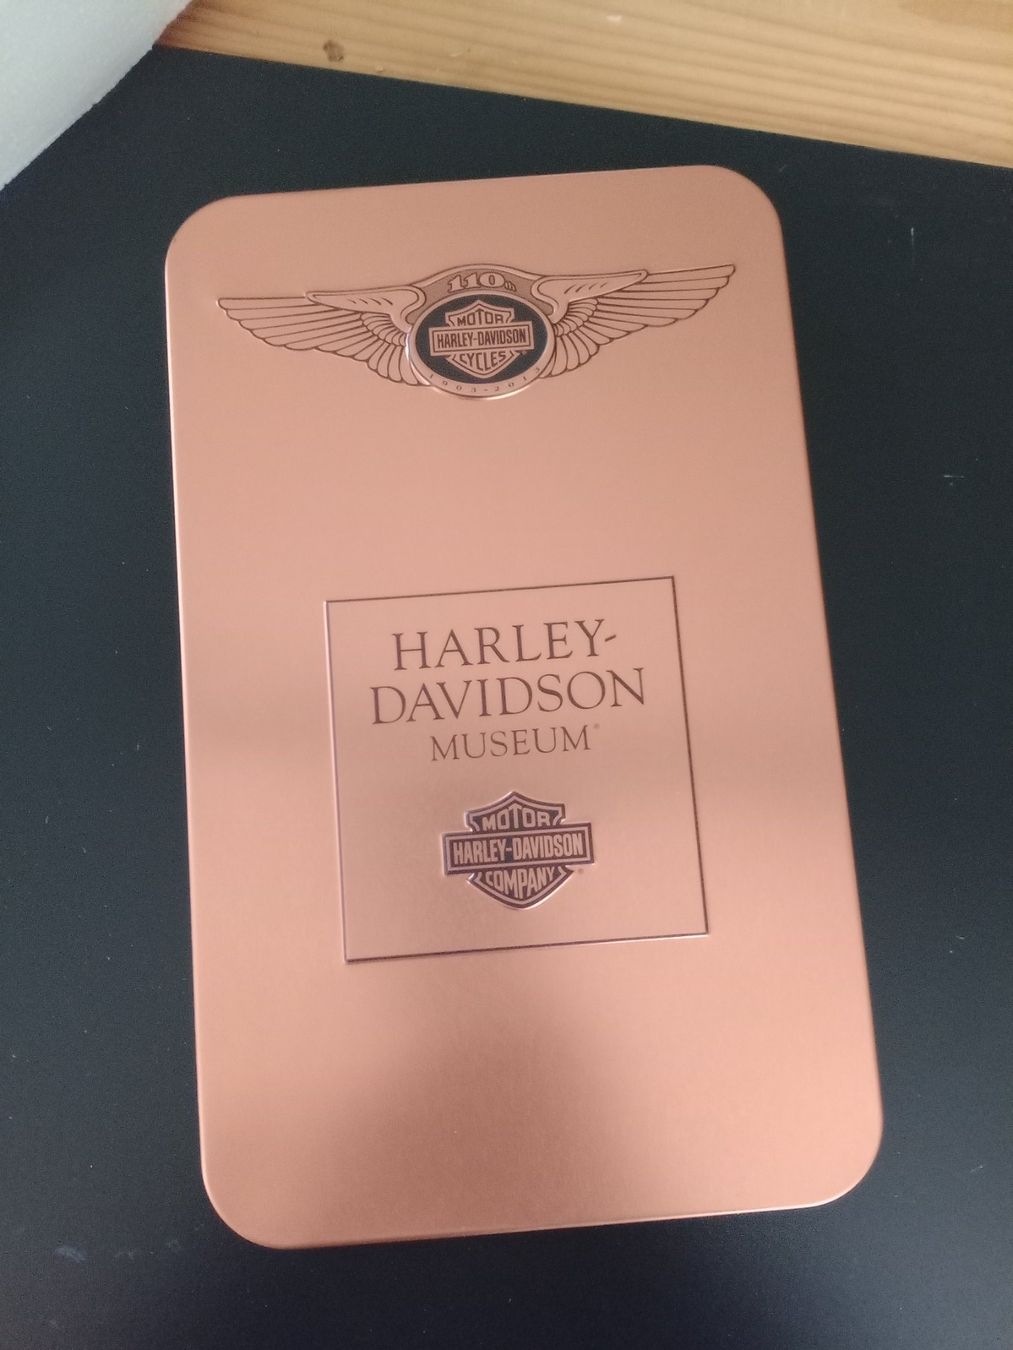 110th
MOTOR
HARLEY-DAVIDSON
CYCLES
1903-2013
HARLEY-
DAVIDSON
MUSEUM®
MOTOR
HARLEY-DAVIDSON
COMPANY®